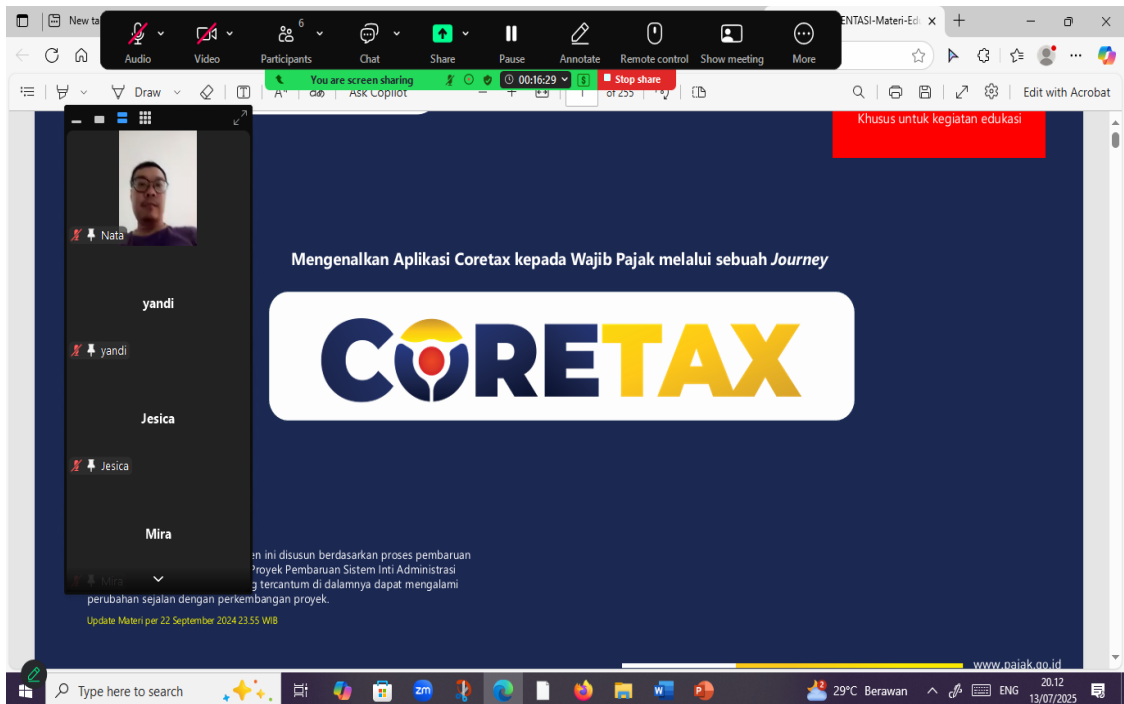 New ta
ENTASI-Materi-Ed
6
Audio
Video
Participants
Chat
Share
Pause
Annotate
Remote control
Show meeting
More
You are screen sharing
00:16:29
Stop share
Draw
Ask Copilot
1
of 255
Edit with Acrobat
Khusus untuk kegiatan edukasi
Nata
yandi
yandi
Jesica
Jesica
Mira
Mira
Mengenalkan Aplikasi Coretax kepada Wajib Pajak melalui sebuah Journey
CORETAX
en ini disusun berdasarkan proses pembaruan
Proyek Pembaruan Sistem Inti Administrasi
g tercantum di dalamnya dapat mengalami
perubahan sejalan dengan perkembangan proyek.
Update Materi per 22 September 2024 23.55 WIB
www.pajak.go.id
Type here to search
zm
29°C Berawan
ENG
20.12
13/07/2025